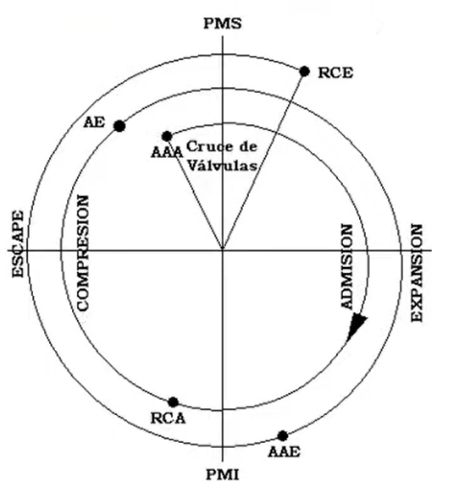 PMS
RCE
AE
AAA
Cruce de
Válvulas
ESCAPE
COMPRESION
ADMISION
EXPANSION
RCA
AAE
PMI